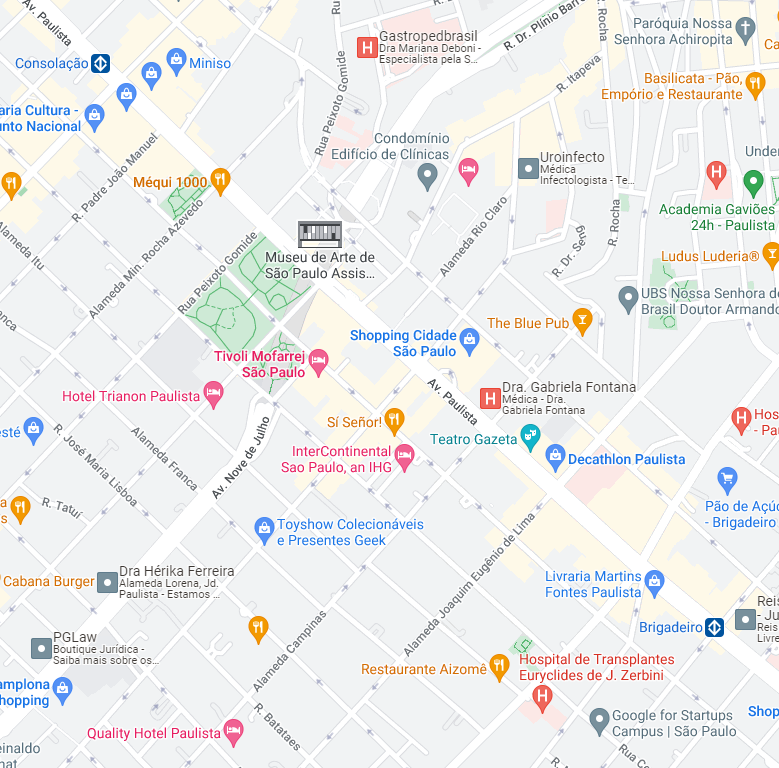 Av. Paulista
Gastropedbrasil
Dra Mariana Deboni -
Especialista pela S...
R. Dr. Plínio Barr
R. Rocha
Paróquia Nossa
Senhora Achiropita
Consolação
Miniso
R. Itapeva
Basilicata - Pão,
Empório e Restaurante
Ca
aria Cultura -
unto Nacional
Rua Peixoto Gomide
Condomínio
Edifício de Clínicas
Uroinfecto
Médica
Infectologista - Te...
Under
R. Padre João Manuel
Méqui 1000
Academia Gaviões
24h - Paulista
Alameda Min. Rocha Azevedo
Alameda Rio Claro
R. Rocha
R. Dr. Seng
Alameda Itu
Rua Peixoto Gomide
Museu de Arte de
São Paulo Assis...
Ludus Luderia®
UBS Nossa Senhora d
Brasil Doutor Armando
anca
The Blue Pub
Shopping Cidade
São Paulo
Tivoli Mofarrej
São Paulo
Hotel Trianon Paulista
Av. Paulista
Dra. Gabriela Fontana
Médica - Dra.
Gabriela Fontana
Hos
- Pa
Sí Señor!
Teatro Gazeta
esté
Av. Nove de Julho
Alameda Franca
R. José Maria Lisboa
InterContinental
Sao Paulo, an IHG
Decathlon Paulista
R. Tatuí
a
s
Toyshow Colecionáveis
e Presentes Geek
Pão de Açúc
- Brigadeiro
Alameda Joaquim Eugênio de Lima
Dra Hérika Ferreira
Alameda Lorena, Jd.
Paulista - Estamos ...
Cabana Burger
Livraria Martins
Fontes Paulista
Reis
- Ju
Reis
Livre
Brigadeiro
PGLaw
Boutique Jurídica -
Saiba mais sobre os...
Alameda Campinas
Restaurante Aizomê
Hospital de Transplantes
Euryclides de J. Zerbini
amplona
hopping
Quality Hotel Paulista
R. Batataes
Google for Startups
Campus | São Paulo
Shop
einaldo
nat
Rua Co